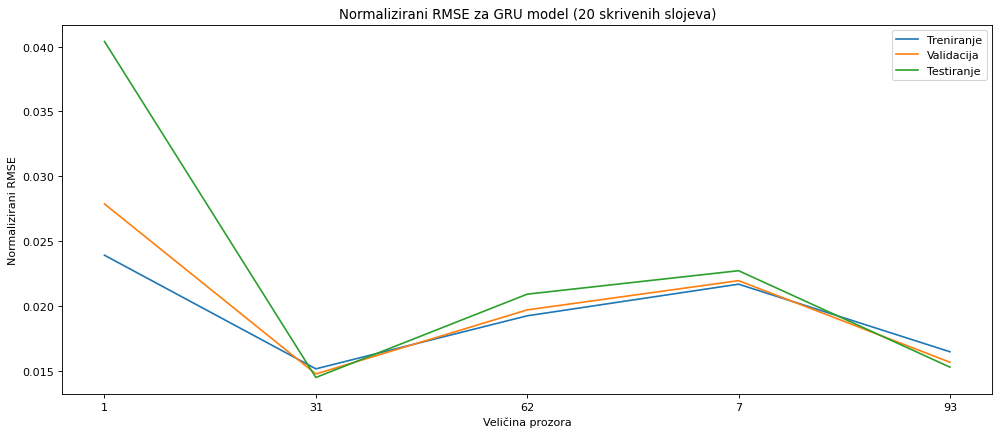 Normalizirani RMSE za GRU model (20 skrivenih slojeva)
Treniranje
Validacija
Testiranje
Normalizirani RMSE
0.040
0.035
0.030
0.025
0.020
0.015
1 31 62 7 93
Veličina prozora